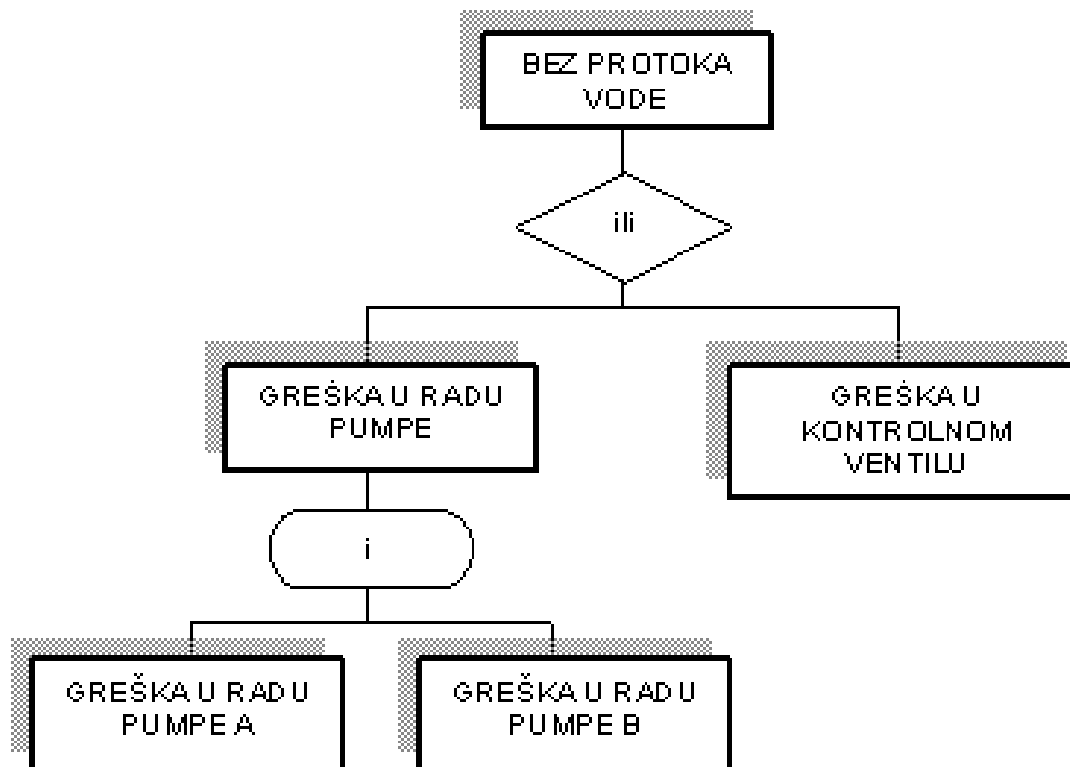 BEZ PROTOKA
VODE
ili
GREŠKA U RADU
PUMPE
GREŠKA U
KONTROLNOM
VENTILU
i
GREŠKA U RADU
PUMPE A
GREŠKA U RADU
PUMPE B